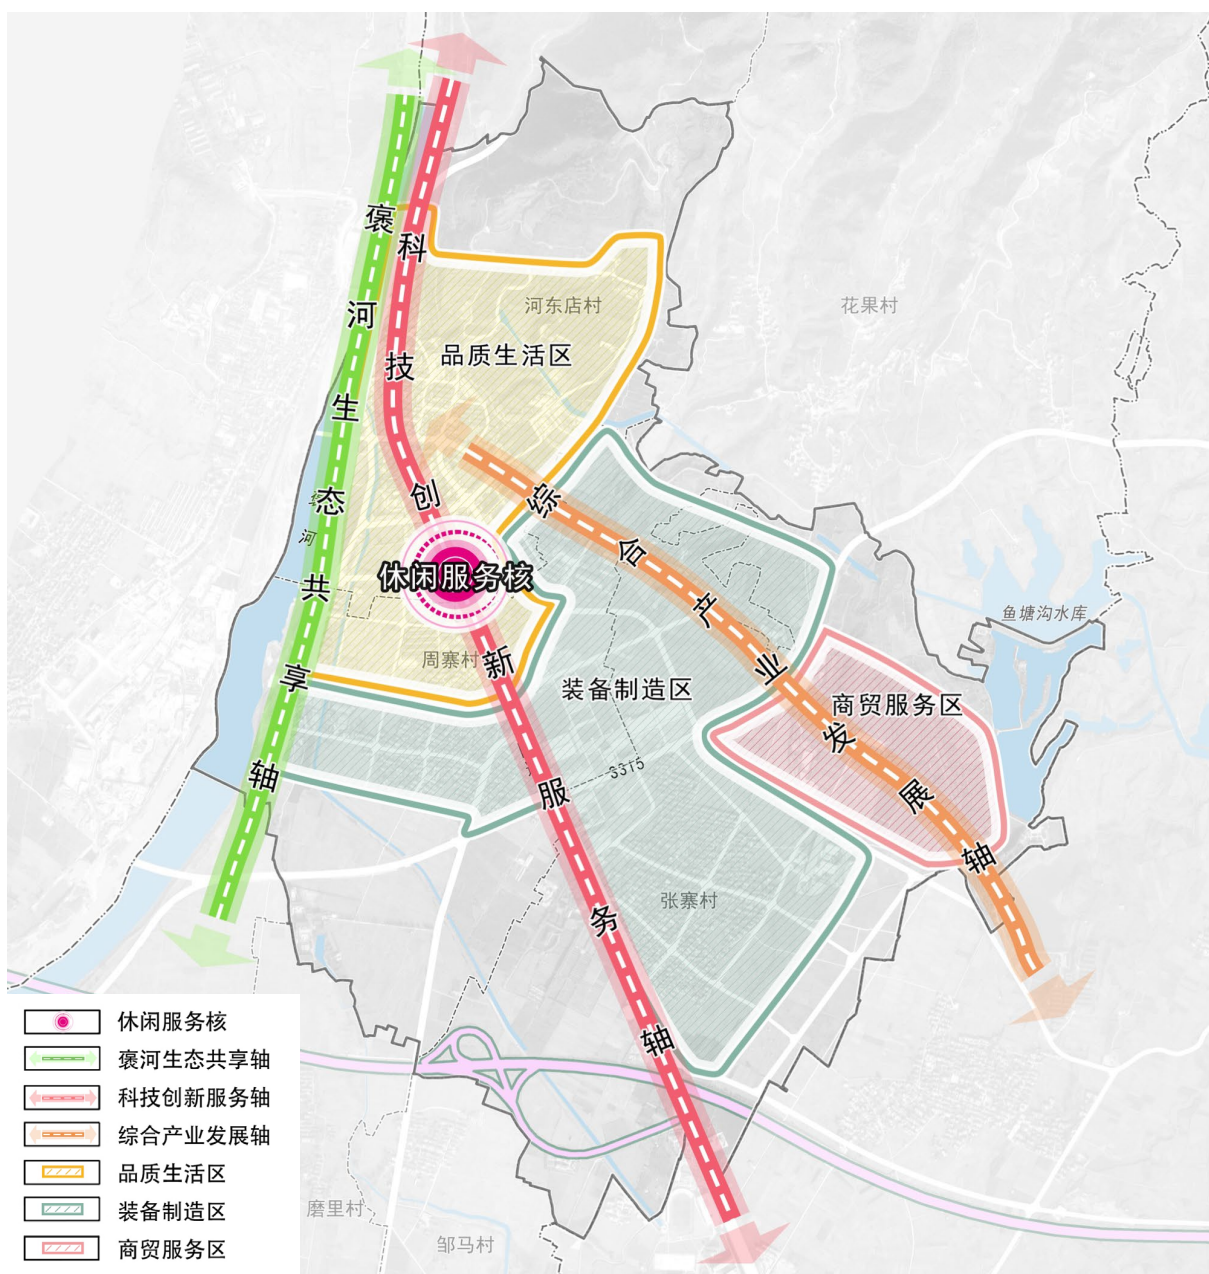 褒河生态共享轴
科技创新服务轴
河东店村
花果村
品质生活区
综合产业发展轴
河
休闲服务核
鱼塘沟水库
周寨村
装备制造区
商贸服务区
S315
张寨村
休闲服务核
褒河生态共享轴
科技创新服务轴
综合产业发展轴
品质生活区
装备制造区
商贸服务区
磨里村
邹马村